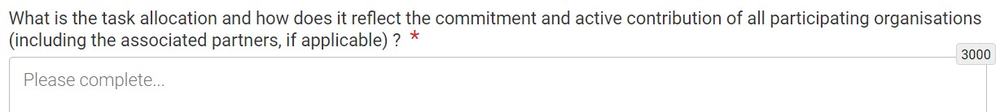 What is the task allocation and how does it reflect the commitment and active contribution of all participating organisations
(including the associated partners, if applicable) ? *
3000
Please complete...